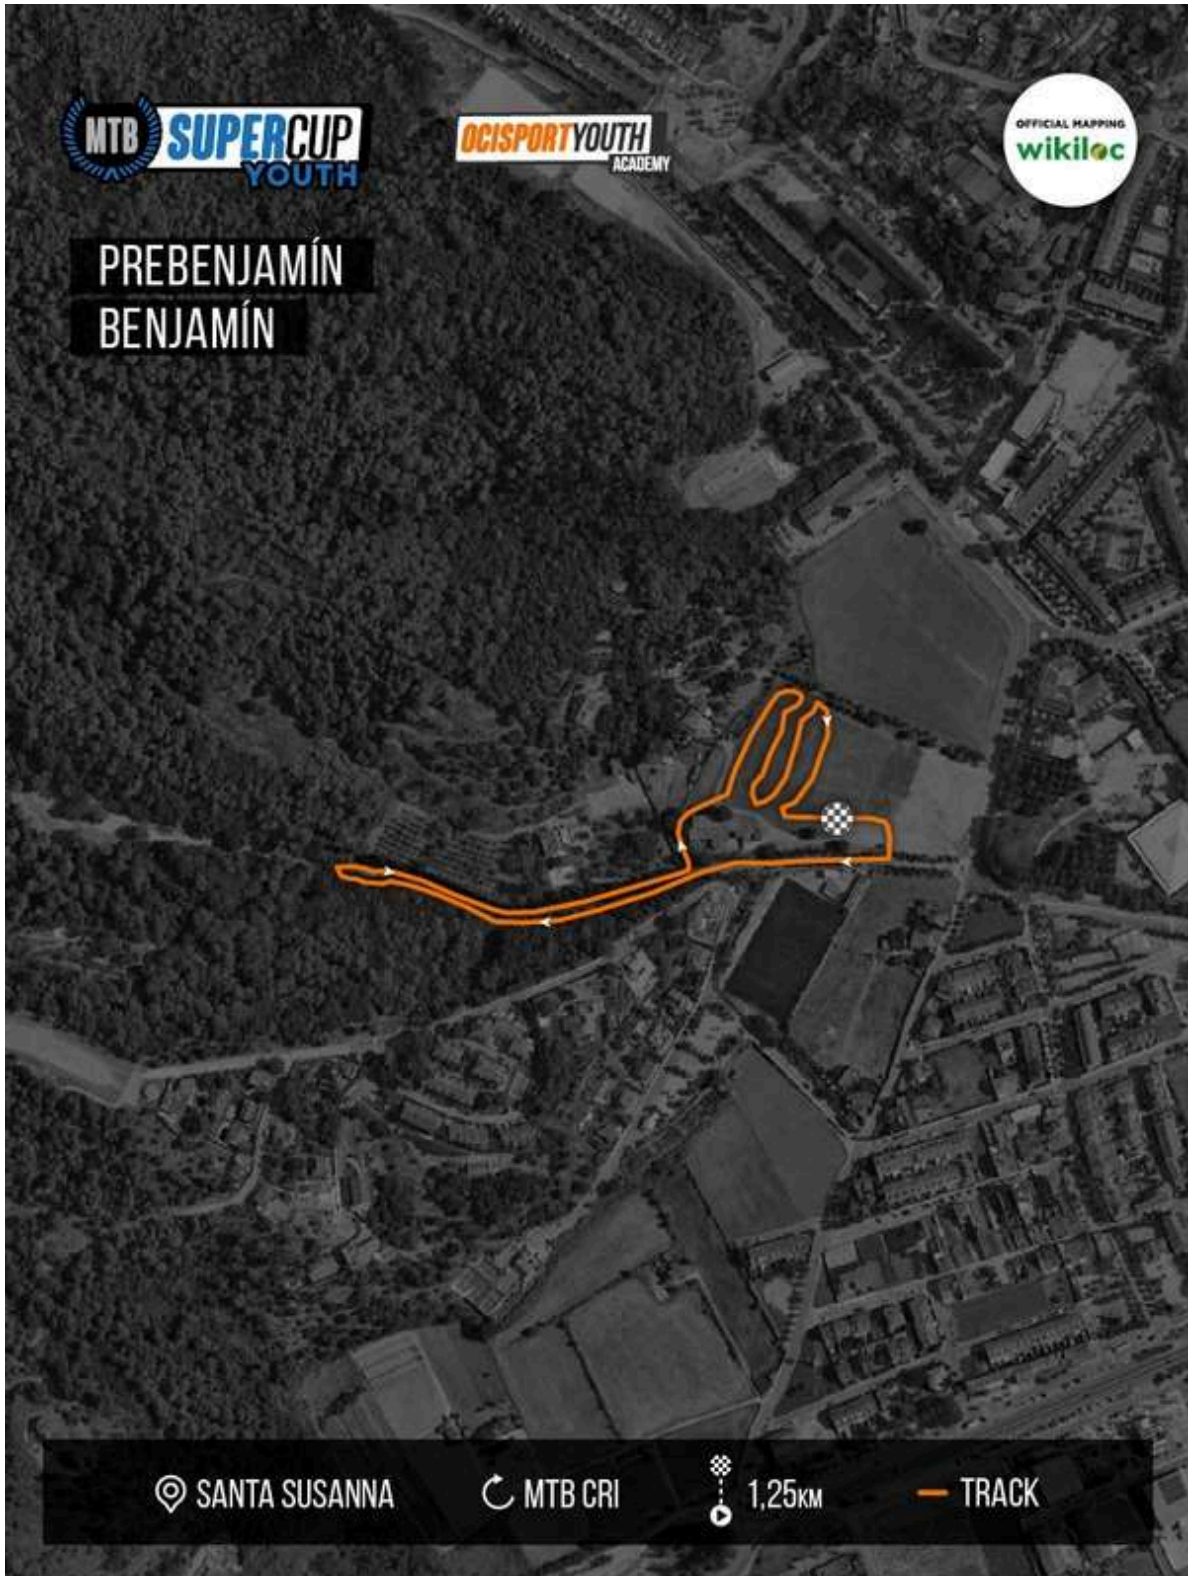 MTB SUPERCUP
YOUTH
OCISPORTYOUTH
ACADEMY
OFFICIAL MAPPING
wikiloc
PREBENJAMÍN
BENJAMÍN
SANTA SUSANNA
MTB CRI
1,25KM
TRACK